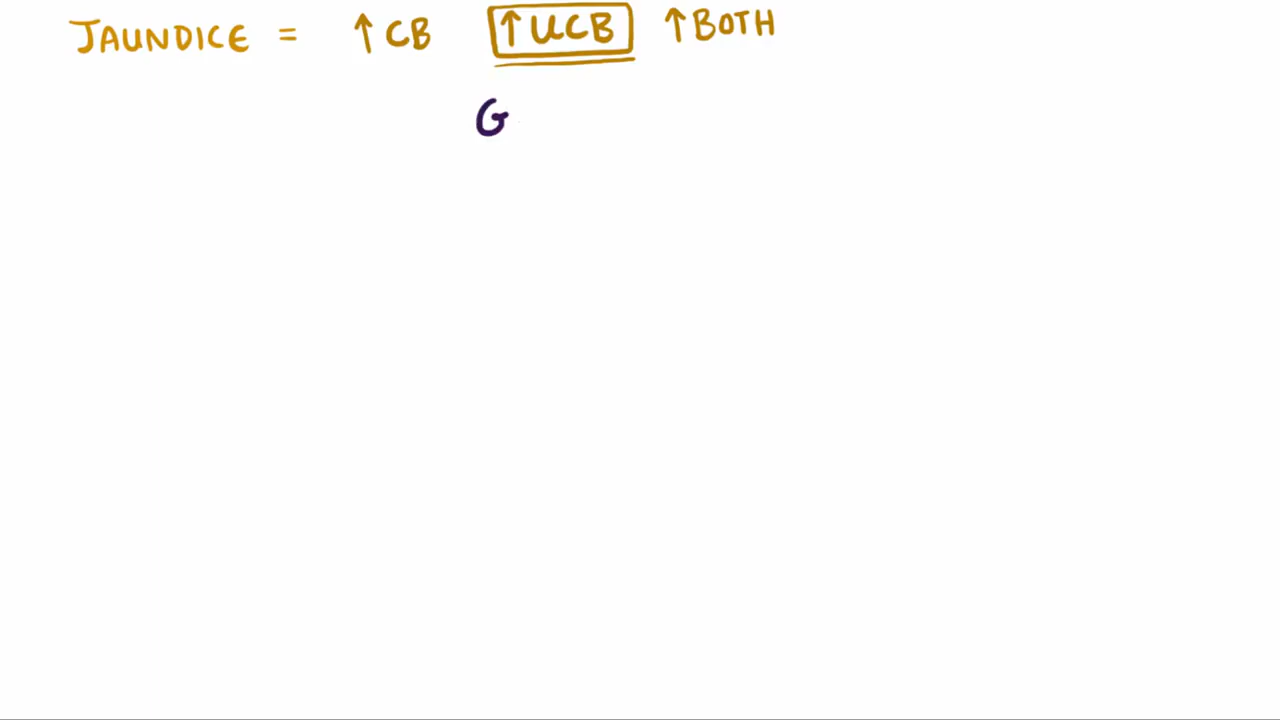 JAUNDICE = ↑CB ↑UCB ↑BOTH
G